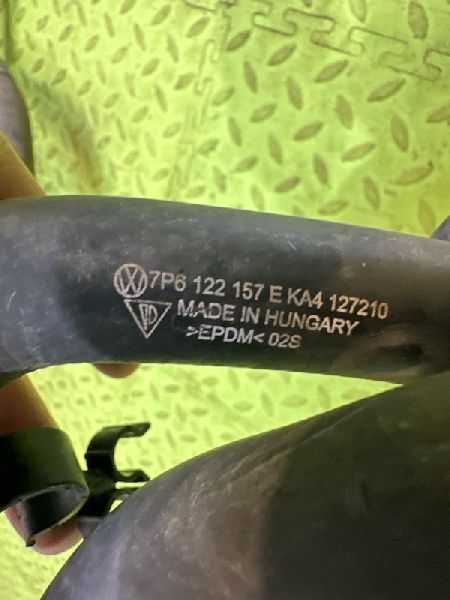 7P6 122 157 E KA4 127210
MADE IN HUNGARY
>EPDM< 02S